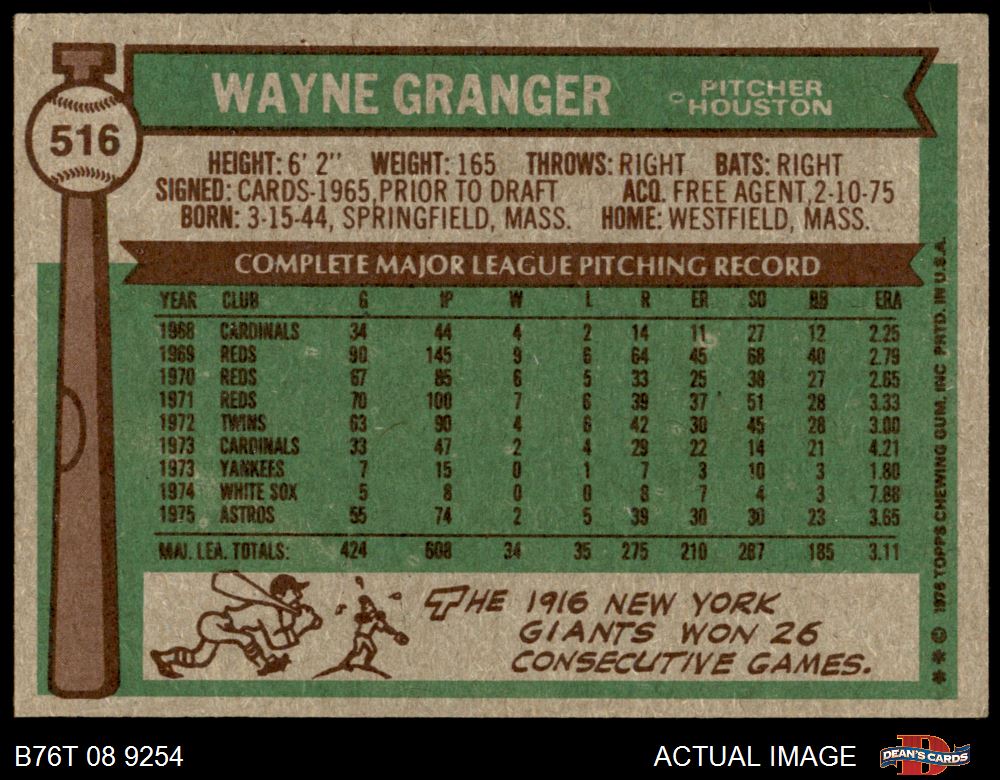 WAYNE GRANGER
PITCHER
HOUSTON
516
HEIGHT: 6' 2" WEIGHT: 165 THROWS: RIGHT BATS: RIGHT
SIGNED: CARDS-1965, PRIOR TO DRAFT ACQ. FREE AGENT, 2-10-75
BORN: 3-15-44, SPRINGFIELD, MASS. HOME: WESTFIELD, MASS.
COMPLETE MAJOR LEAGUE PITCHING RECORD
YEAR CLUB G IP W L R ER SO BB ERA
1968 CARDINALS 34 44 4 2 14 11 27 12 2.25
1969 REDS 90 145 9 6 64 45 68 40 2.79
1970 REDS 67 85 6 5 33 25 38 27 2.65
1971 REDS 70 100 7 6 39 37 51 28 3.33
1972 TWINS 63 90 4 6 42 30 45 28 3.00
1973 CARDINALS 33 47 2 4 29 22 14 21 4.21
1973 YANKEES 7 15 0 1 7 3 10 3 1.80
1974 WHITE SOX 5 8 0 0 8 7 4 3 7.88
1975 ASTROS 55 74 2 5 39 30 30 23 3.65
MAJ. LEA. TOTALS: 424 608 34 35 275 210 287 185 3.11
THE 1916 NEW YORK
GIANTS WON 26
CONSECUTIVE GAMES.
** © 1976 TOPPS CHEWING GUM, INC PRTD. IN U.S.A.
B76T 08 9254
ACTUAL IMAGE
DEAN'S CARDS